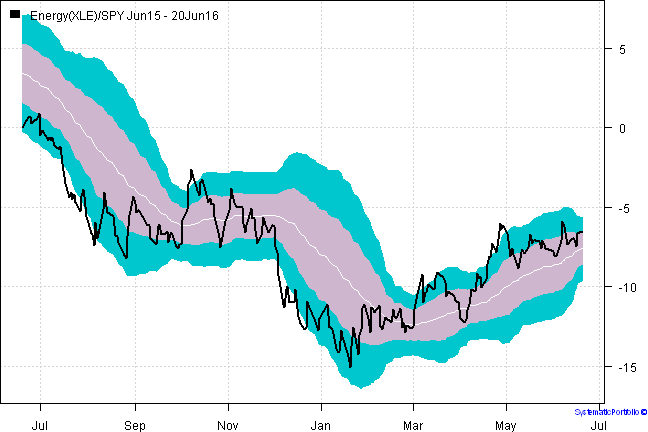 Energy(XLE)/SPY Jun15 - 20Jun16
5
0
-5
-10
-15
Jul Sep Nov Jan Mar May Jul
SystematicPortfolio ©